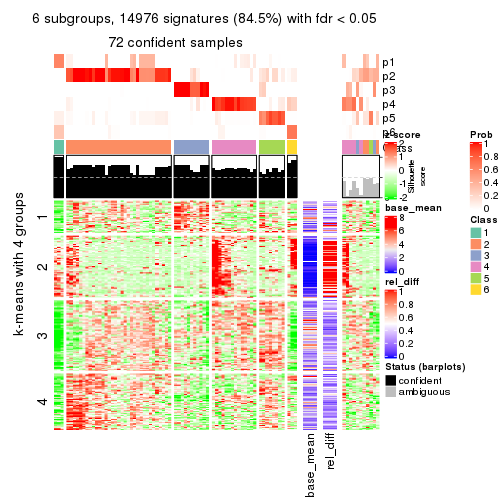 6 subgroups, 14976 signatures (84.5%) with fdr < 0.05
72 confident samples
p1
p2
p3
p4
p5
p6
z-score
2
1
0
-1
-2
Class
Silhouette score
1
0.5
0
Prob
1
0.8
0.6
0.4
0.2
0
Class
1
2
3
4
5
6
base_mean
8
6
4
2
0
rel_diff
1
0.8
0.6
0.4
0.2
0
Status (barplots)
confident
ambiguous
k-means with 4 groups
1
2
3
4
base_mean
rel_diff